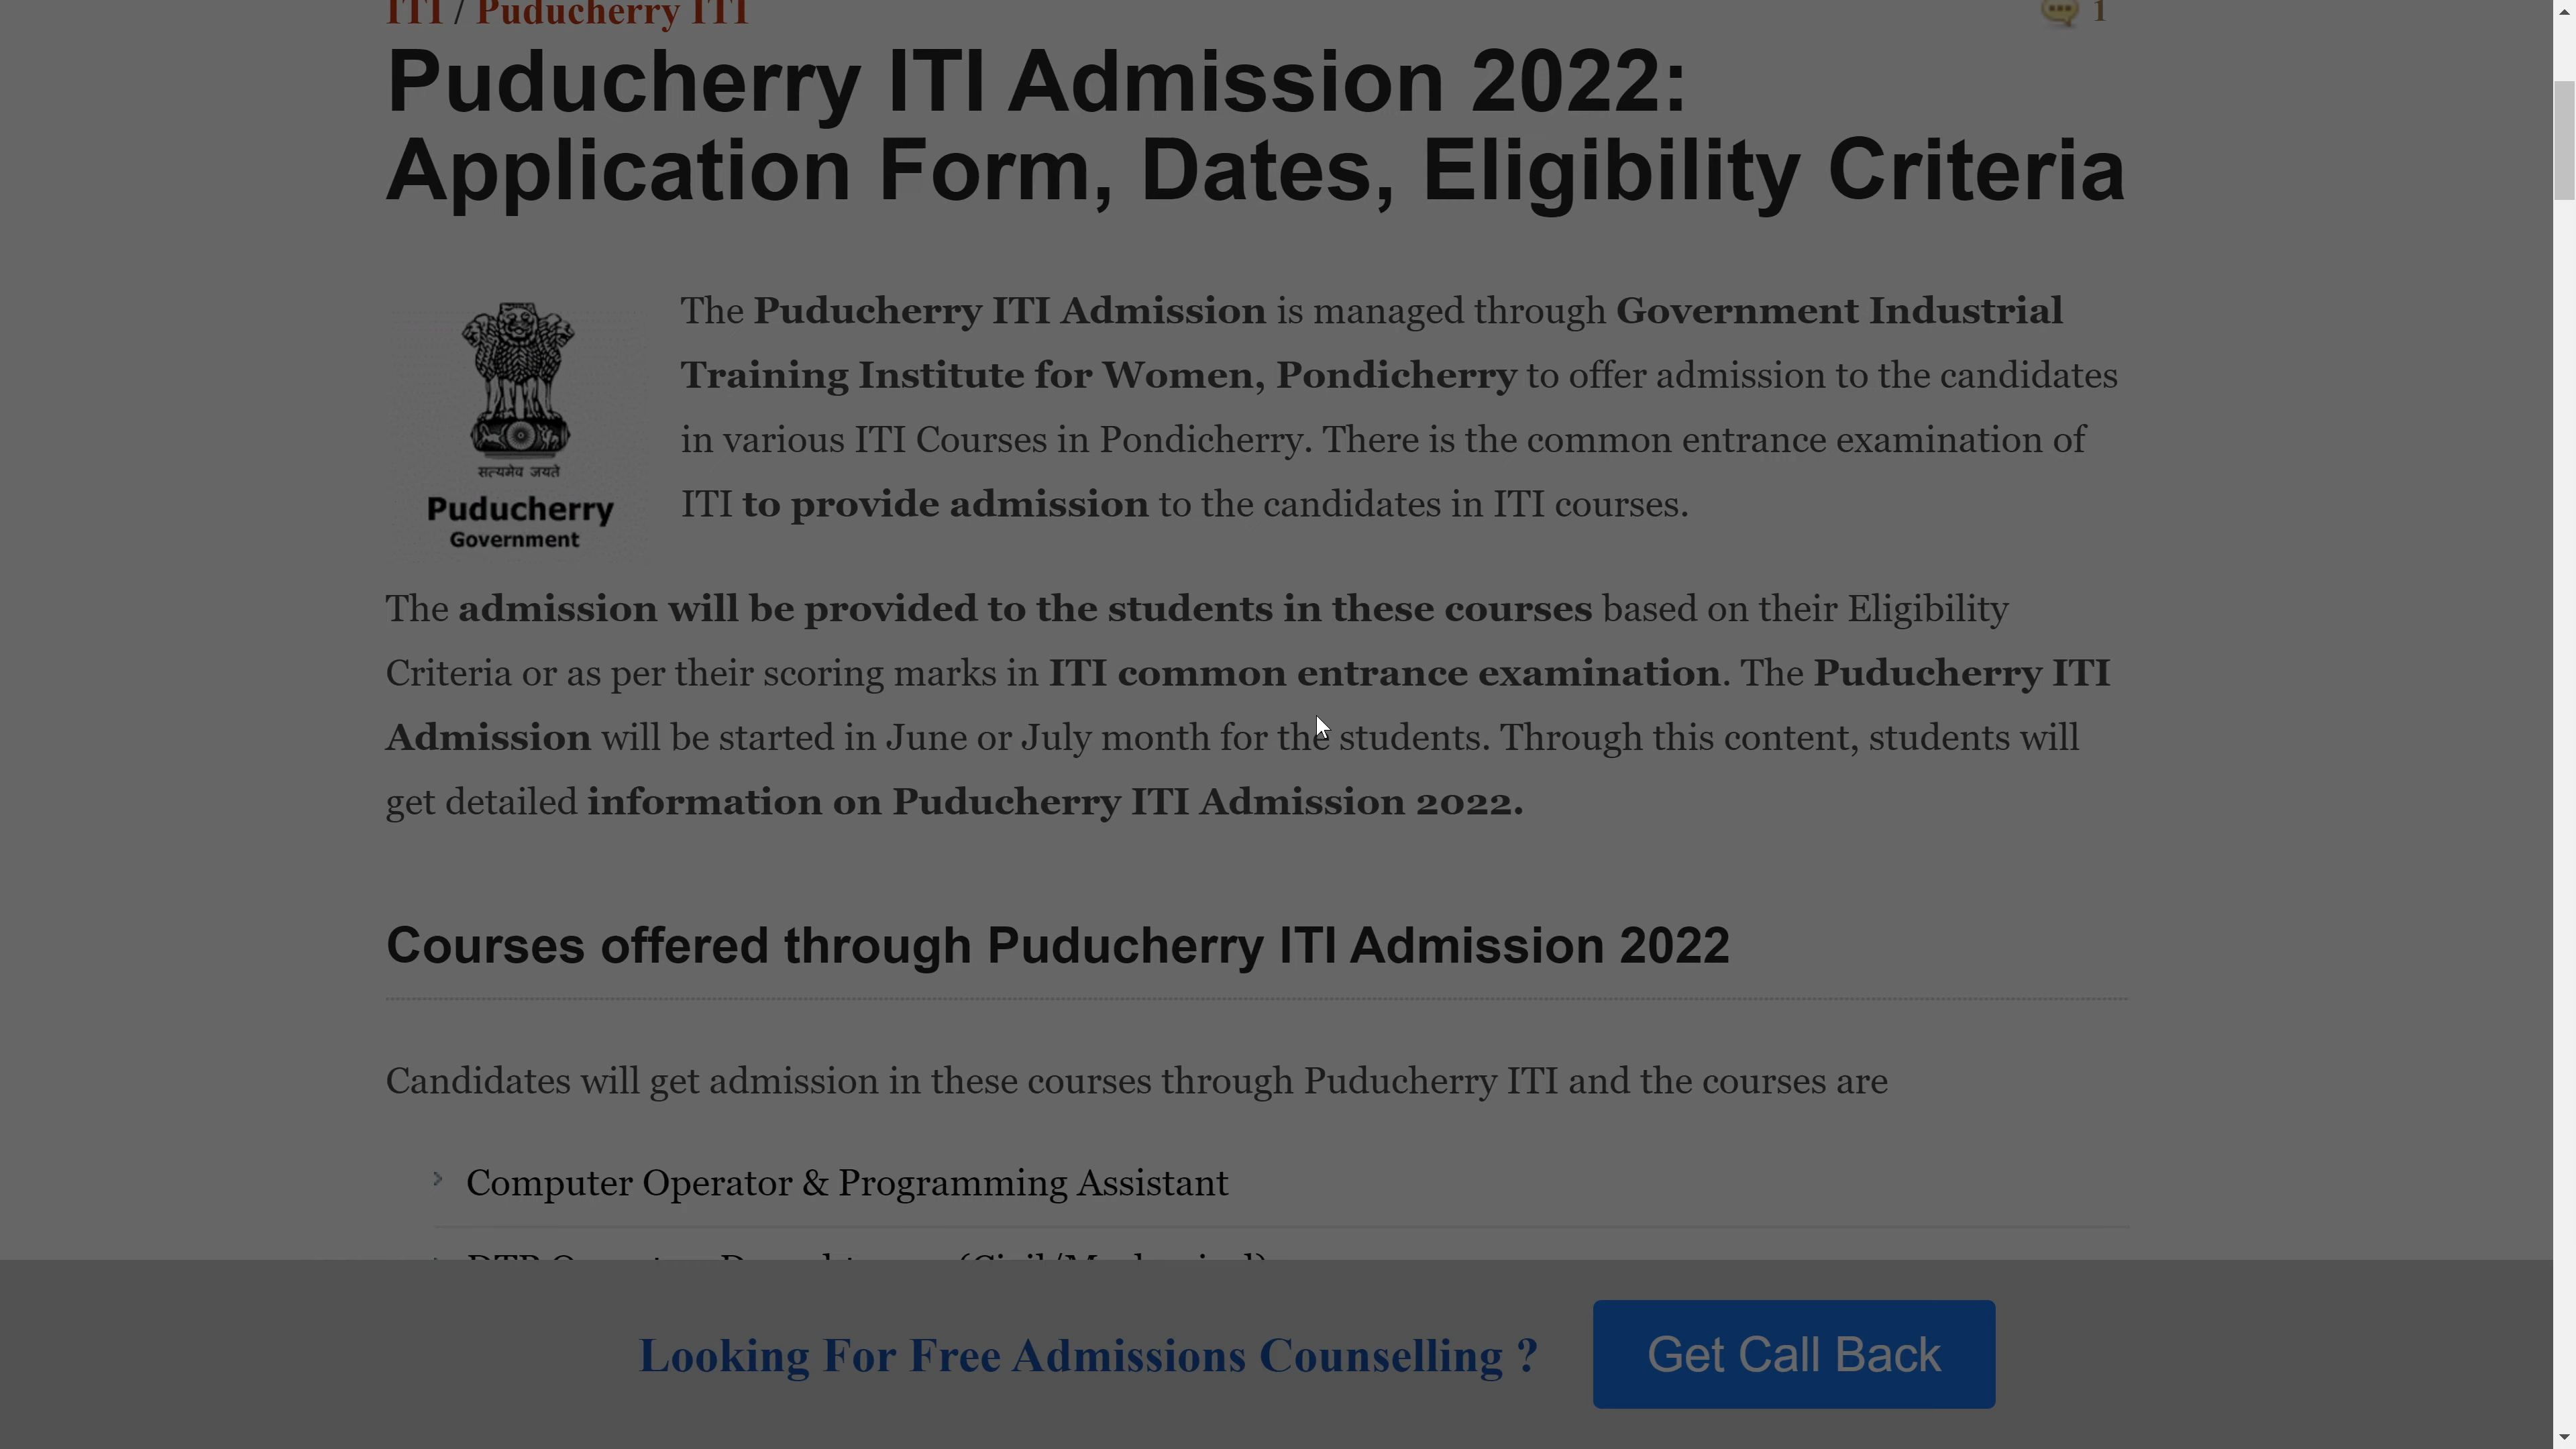 ITI / Puducherry ITI
1
Puducherry ITI Admission 2022:
Application Form, Dates, Eligibility Criteria
सत्यमेव जयते
Puducherry
Government
The Puducherry ITI Admission is managed through Government Industrial
Training Institute for Women, Pondicherry to offer admission to the candidates
in various ITI Courses in Pondicherry. There is the common entrance examination of
ITI to provide admission to the candidates in ITI courses.
The admission will be provided to the students in these courses based on their Eligibility
Criteria or as per their scoring marks in ITI common entrance examination. The Puducherry ITI
Admission will be started in June or July month for the students. Through this content, students will
get detailed information on Puducherry ITI Admission 2022.
Courses offered through Puducherry ITI Admission 2022
Candidates will get admission in these courses through Puducherry ITI and the courses are
Computer Operator & Programming Assistant
Looking For Free Admissions Counselling ?
Get Call Back